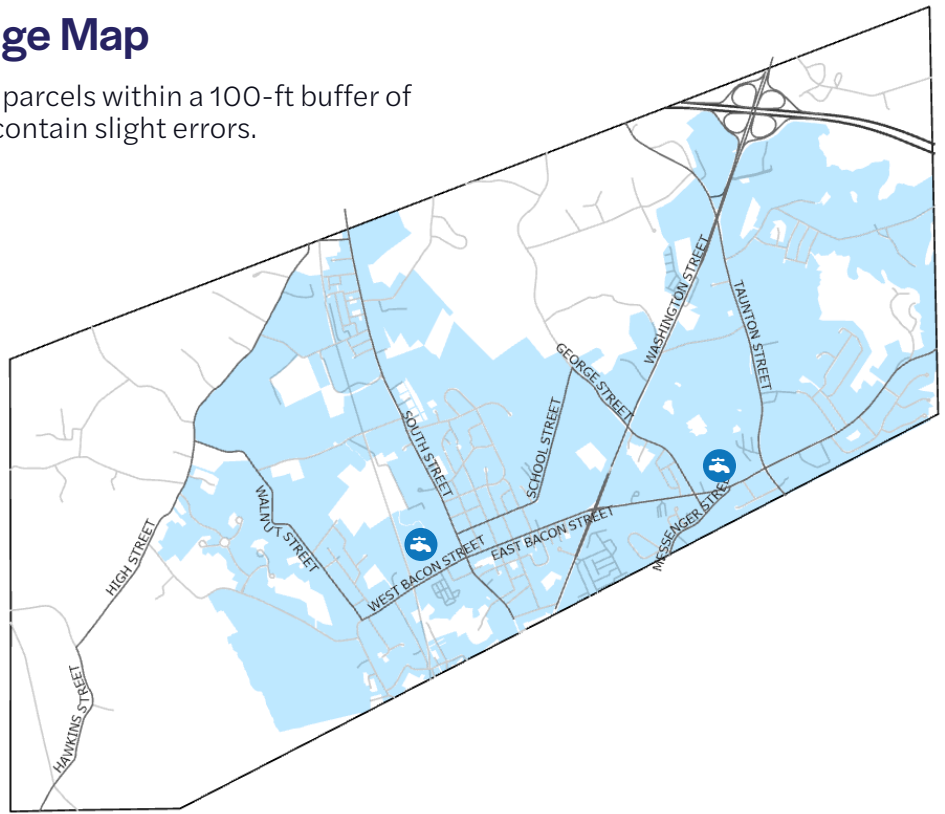 ge Map
parcels within a 100-ft buffer of
contain slight errors.
WASHINGTON STREET
TAUNTON STREET
GEORGE STREET
SCHOOL STREET
SOUTH STREET
WALNUT STREET
HIGH STREET
EAST BACON STREET
WEST BACON STREET
MESSENGER STREE
HAWKINS STREET